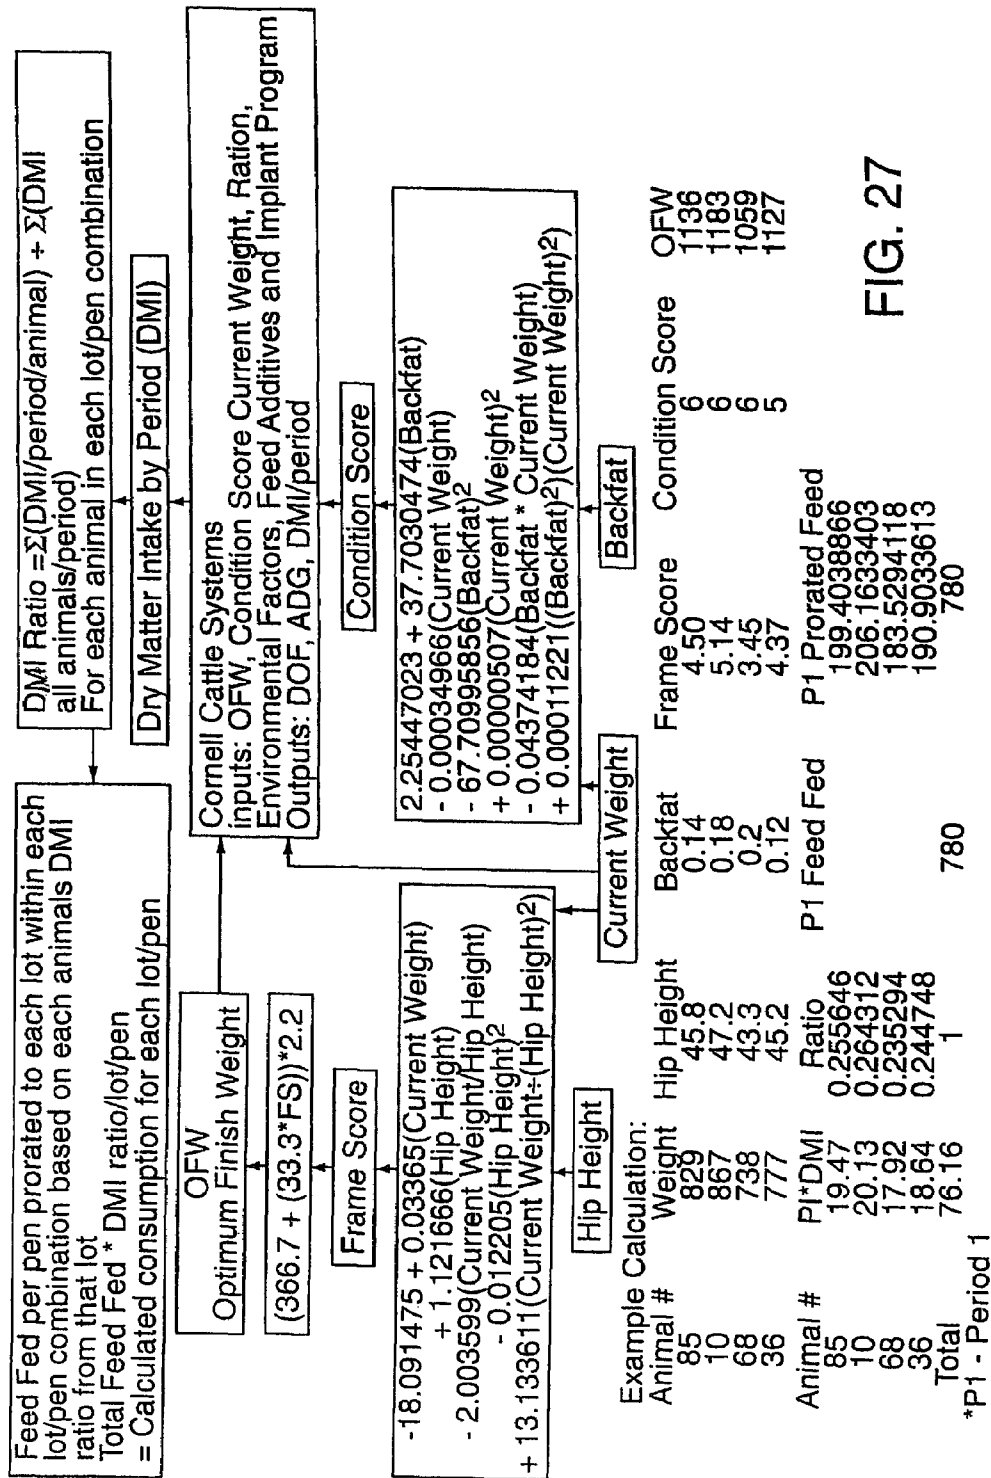 Feed Fed per pen prorated to each lot within each
lot/pen combination based on each animals DMI
ratio from that lot
Total Feed Fed * DMI ratio/lot/pen
= Calculated consumption for each lot/pen
DMI Ratio =Σ(DMI/period/animal) ÷ Σ(DMI
all animals/period)
For each animal in each lot/pen combination
Dry Matter Intake by Period (DMI)
OFW
Optimum Finish Weight
Cornell Cattle Systems
inputs: OFW, Condition Score Current Weight, Ration,
Environmental Factors, Feed Additives and Implant Program
Outputs: DOF, ADG, DMI/period
(366.7 + (33.3*FS))*2.2
Frame Score
Condition Score
-18.091475 + 0.03365(Current Weight)
+ 1.121666(Hip Height)
- 2.003599(Current Weight/Hip Height)
- 0.012205(Hip Height)2
+ 13.133611(Current Weight÷(Hip Height)2)
2.25447023 + 37.7030474(Backfat)
- 0.00034966(Current Weight)
- 67.7099585​6(Backfat)2
+ 0.00000507(Current Weight)2
- 0.04374184(Backfat * Current Weight)
+ 0.00011221((Backfat)2)(Current Weight)2)
Hip Height
Current Weight
Backfat
Example Calculation:
Animal # Weight Hip Height Backfat Frame Score Condition Score OFW
85 829 45.8 0.14 4.50 6 1136
10 867 47.2 0.18 5.14 6 1183
68 738 43.3 0.2 3.45 6 1059
36 777 45.2 0.12 4.37 5 1127
Animal # PI*DMI Ratio P1 Feed Fed P1 Prorated Feed
85 19.47 0.255646 199.4038866
10 20.13 0.264312 206.1633403
68 17.92 0.235294 183.5294118
36 18.64 0.244748 190.9033613
Total 76.16 1 780 780
*P1 - Period 1
FIG. 27